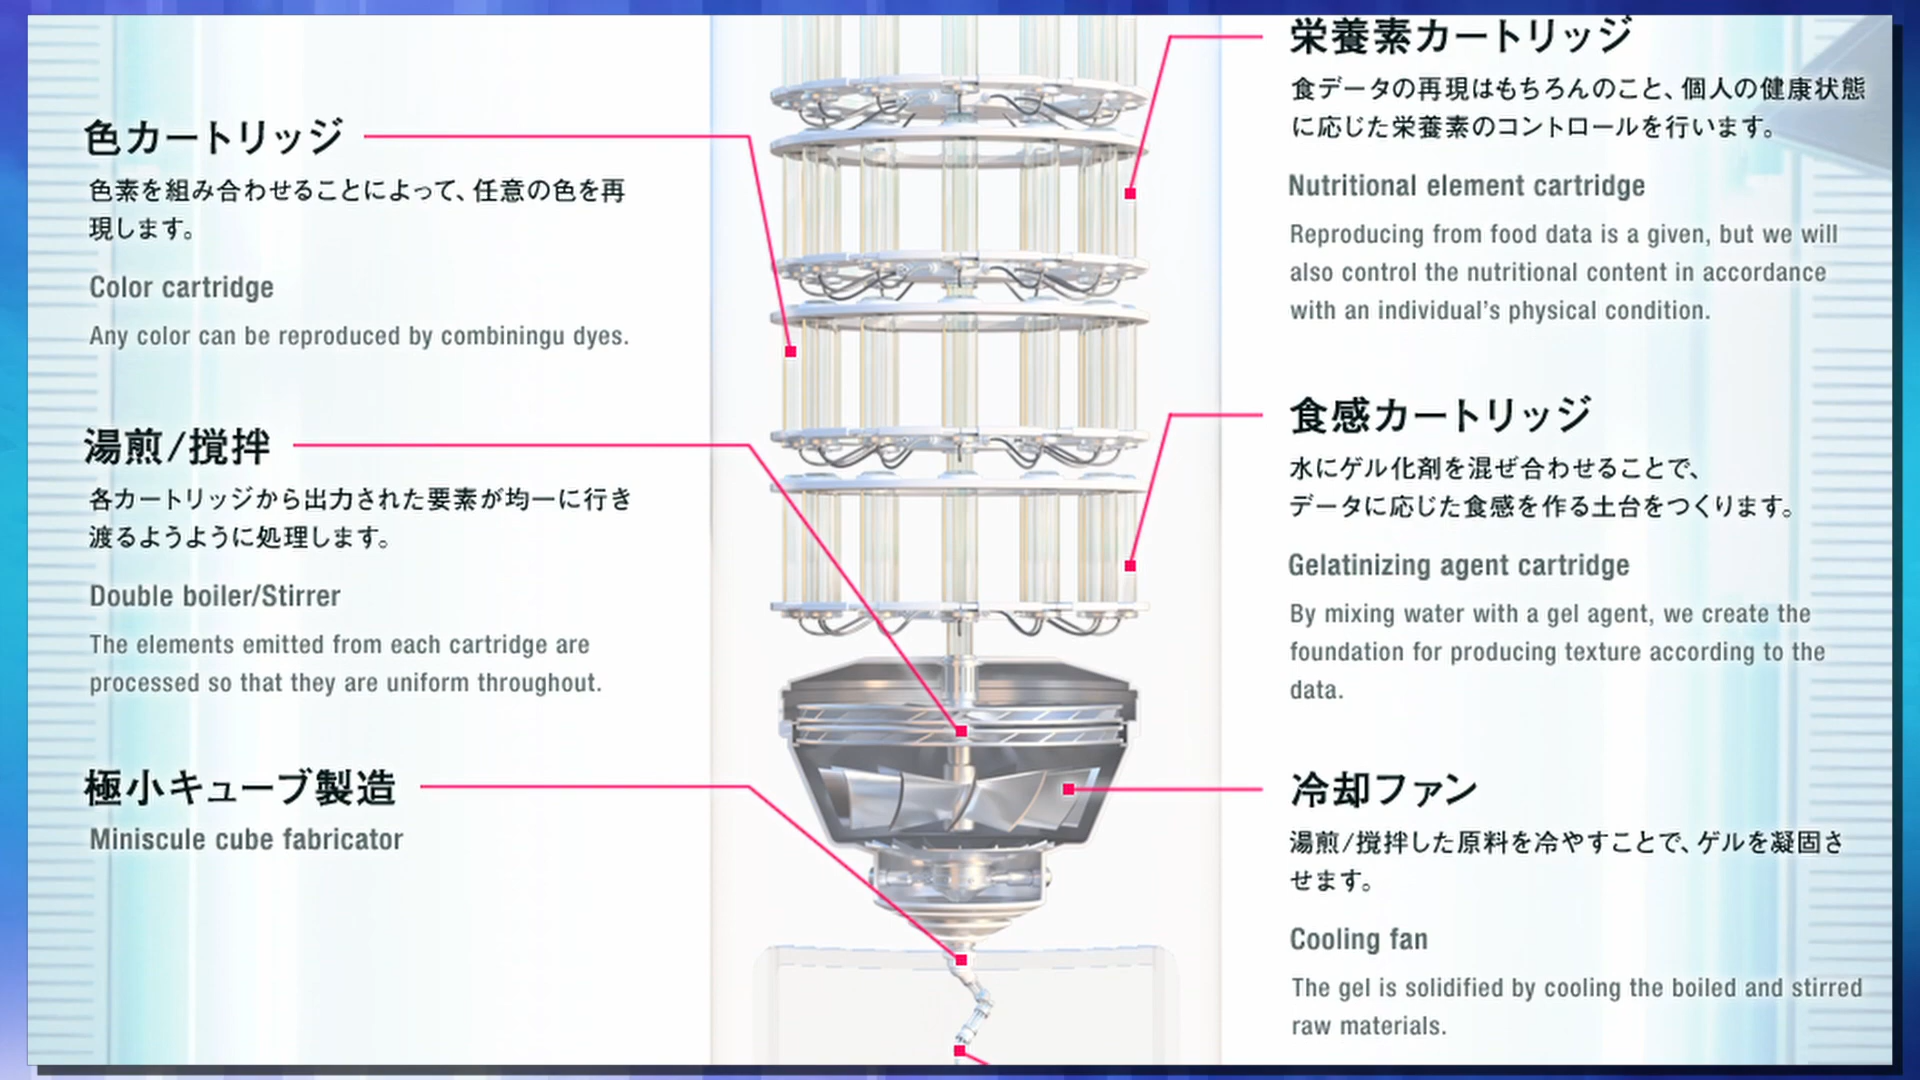 色カートリッジ
色素を組み合わせることによって、任意の色を再
現します。
Color cartridge
Any color can be reproduced by combiningu dyes.
湯煎/撹拌
各カートリッジから出力された要素が均一に行き
渡るようように処理します。
Double boiler/Stirrer
The elements emitted from each cartridge are
processed so that they are uniform throughout.
極小キューブ製造
Miniscule cube fabricator
栄養素カートリッジ
食データの再現はもちろんのこと、個人の健康状態
に応じた栄養素のコントロールを行います。
Nutritional element cartridge
Reproducing from food data is a given, but we will
also control the nutritional content in accordance
with an individual's physical condition.
食感カートリッジ
水にゲル化剤を混ぜ合わせることで、
データに応じた食感を作る土台をつくります。
Gelatinizing agent cartridge
By mixing water with a gel agent, we create the
foundation for producing texture according to the
data.
冷却ファン
湯煎/撹拌した原料を冷やすことで、ゲルを凝固さ
せます。
Cooling fan
The gel is solidified by cooling the boiled and stirred
raw materials.